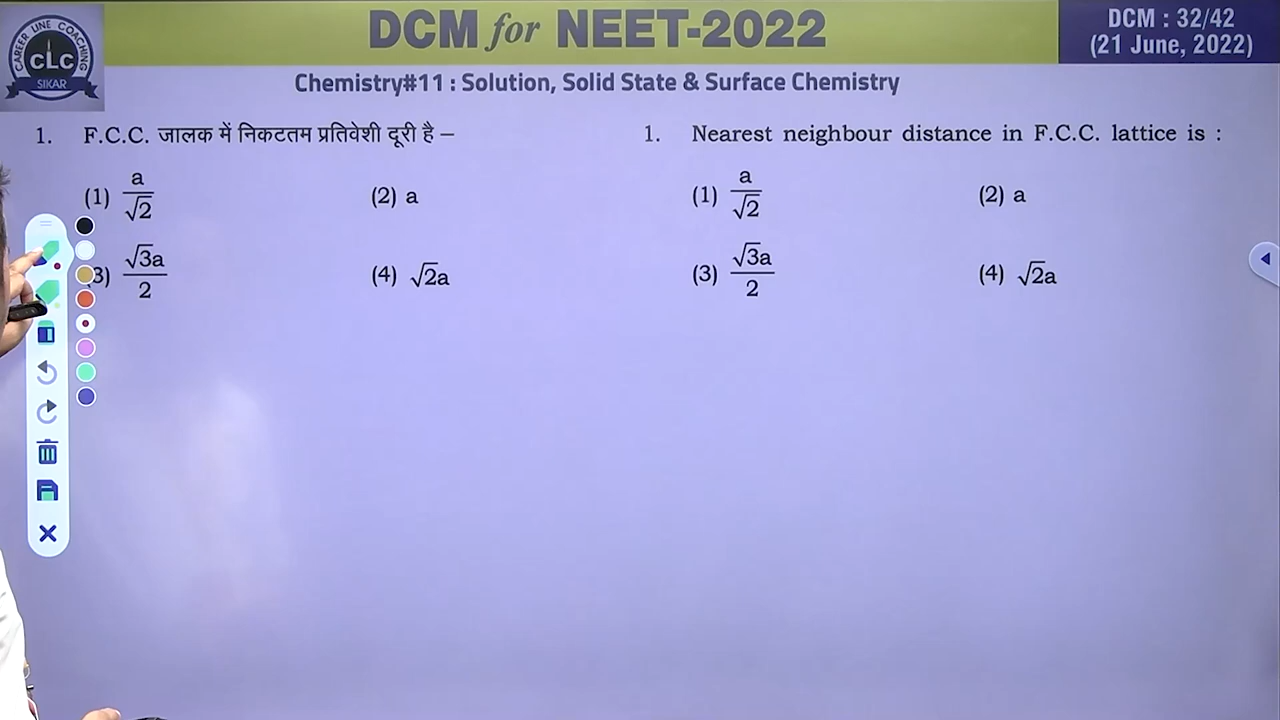 CAREER LINE COACHING
CLC
SIKAR
DCM for NEET-2022
DCM : 32/42
(21 June, 2022)
Chemistry#11 : Solution, Solid State & Surface Chemistry
1. F.C.C. जालक में निकटतम प्रतिवेशी दूरी है –
(1) a/√2 (2) a
3) √3a/2 (4) √2a
1. Nearest neighbour distance in F.C.C. lattice is :
(1) a/√2 (2) a
(3) √3a/2 (4) √2a